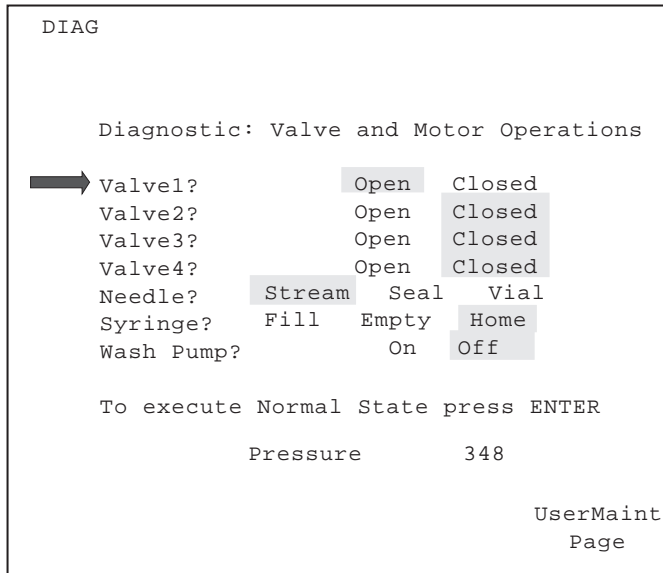 DIAG
Diagnostic: Valve and Motor Operations
Valve1? Open Closed
Valve2? Open Closed
Valve3? Open Closed
Valve4? Open Closed
Needle? Stream Seal Vial
Syringe? Fill Empty Home
Wash Pump? On Off
To execute Normal State press ENTER
Pressure 348
UserMaint
Page